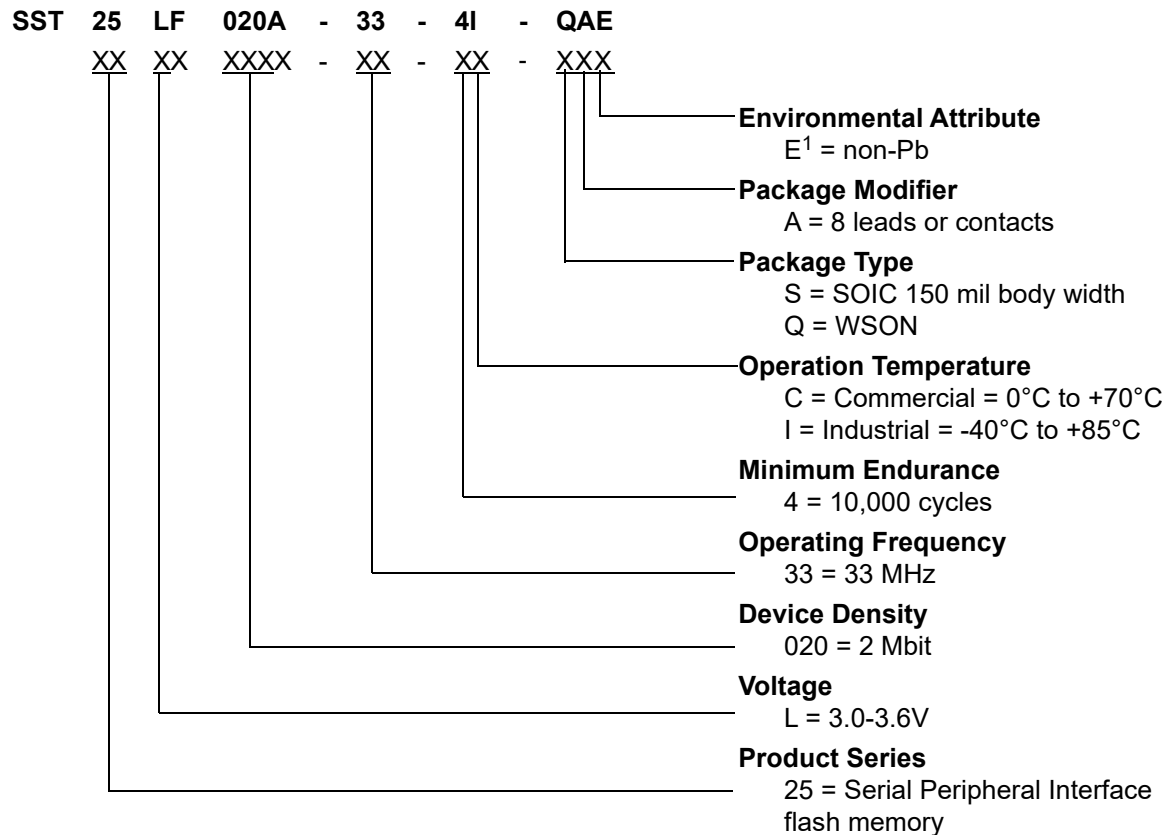 SST 25 LF 020A - 33 - 4I - QAE
XX XX XXXX - XX - XX - XXX
Environmental Attribute
E1 = non-Pb
Package Modifier
A = 8 leads or contacts
Package Type
S = SOIC 150 mil body width
Q = WSON
Operation Temperature
C = Commercial = 0°C to +70°C
I = Industrial = -40°C to +85°C
Minimum Endurance
4 = 10,000 cycles
Operating Frequency
33 = 33 MHz
Device Density
020 = 2 Mbit
Voltage
L = 3.0-3.6V
Product Series
25 = Serial Peripheral Interface
flash memory